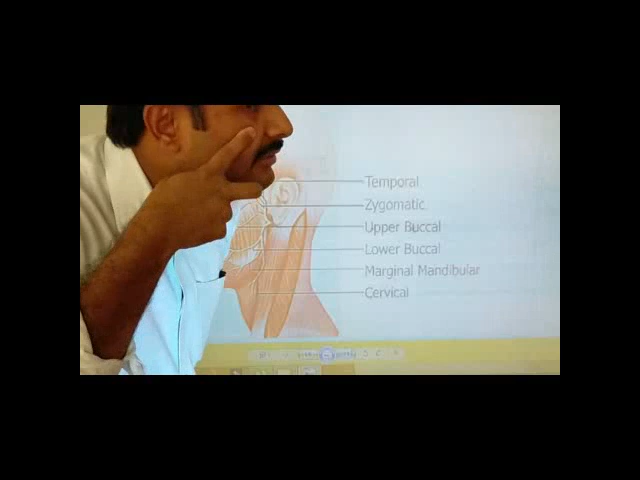 Temporal
Zygomatic
Upper Buccal
Lower Buccal
Marginal Mandibular
Cervical